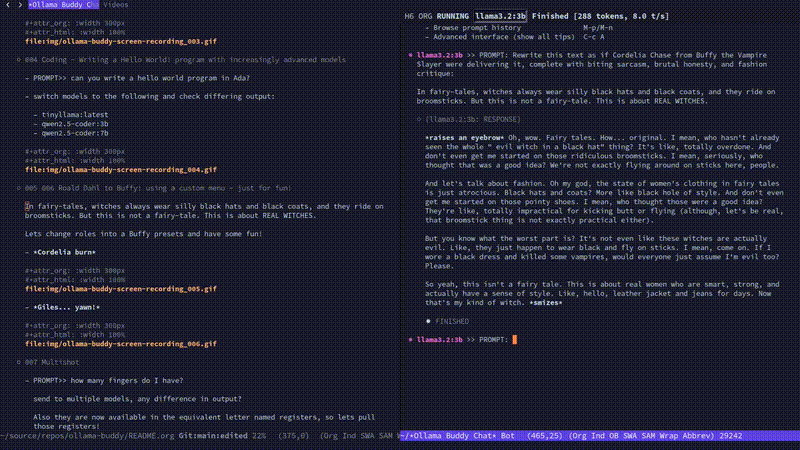 < > *Ollama Buddy Cha Videos
#+attr_org: :width 300px
#+attr_html: :width 100%
file:img/ollama-buddy-screen-recording_003.gif
○ 004 Coding - Writing a Hello World! program with increasingly advanced models
- PROMPT>> can you write a hello world program in Ada?
- switch models to the following and check differing output:
- tinyllama:latest
- qwen2.5-coder:3b
- qwen2.5-coder:7b
#+attr_org: :width 300px
#+attr_html: :width 100%
file:img/ollama-buddy-screen-recording_004.gif
○ 005 006 Roald Dahl to Buffy: using a custom menu - just for fun!
In fairy-tales, witches always wear silly black hats and black coats, and they ride on
broomsticks. But this is not a fairy-tale. This is about REAL WITCHES.
Lets change roles into a Buffy presets and have some fun!
- *Cordelia burn*
#+attr_org: :width 300px
#+attr_html: :width 100%
file:img/ollama-buddy-screen-recording_005.gif
- *Giles... yawn!*
#+attr_org: :width 300px
#+attr_html: :width 100%
file:img/ollama-buddy-screen-recording_006.gif
○ 007 Multishot
- PROMPT>> how many fingers do I have?
send to multiple models, any difference in output?
Also they are now available in the equivalent letter named registers, so lets pull
those registers!
~/source/repos/ollama-buddy/README.org Git:main:edited 22% (375,0) (Org Ind SWA SAM W
H6 ORG RUNNING llama3.2:3b Finished [288 tokens, 8.0 t/s]
- Browse prompt history M-p/M-n
- Advanced interface (show all tips) C-c A
llama3.2:3b >> PROMPT: Rewrite this text as if Cordelia Chase from Buffy the Vampire
Slayer were delivering it, complete with biting sarcasm, brutal honesty, and fashion
critique:
In fairy-tales, witches always wear silly black hats and black coats, and they ride on
broomsticks. But this is not a fairy-tale. This is about REAL WITCHES.
○ [llama3.2:3b: RESPONSE]
*raises an eyebrow* Oh, wow. Fairy tales. How... original. I mean, who hasn't already
seen the whole " evil witch in a black hat" thing? It's like, totally overdone. And
don't even get me started on those ridiculous broomsticks. I mean, seriously, who
thought that was a good idea? We're not exactly flying around on sticks here, people.
And let's talk about fashion. Oh my god, the state of women's clothing in fairy tales
is just atrocious. Black hats and coats? More like black hole of style. And don't even
get me started on those pointy shoes. I mean, who thought those were a good idea?
They're like, totally impractical for kicking butt or flying (although, let's be real,
that broomstick thing is not exactly practical either).
But you know what the worst part is? It's not even like these witches are actually
evil. Like, they just happen to wear black and fly on sticks. I mean, come on. If I
wore a black dress and killed some vampires, would everyone just assume I'm evil too?
Please.
So yeah, this isn't a fairy tale. This is about real women who are smart, strong, and
actually have a sense of style. Like, hello, leather jacket and jeans for days. Now
that's my kind of witch. *smizes*
● FINISHED
llama3.2:3b >> PROMPT:
~/*Ollama Buddy Chat* Bot (465,25) (Org Ind OB SWA SAM Wrap Abbrev) 29242